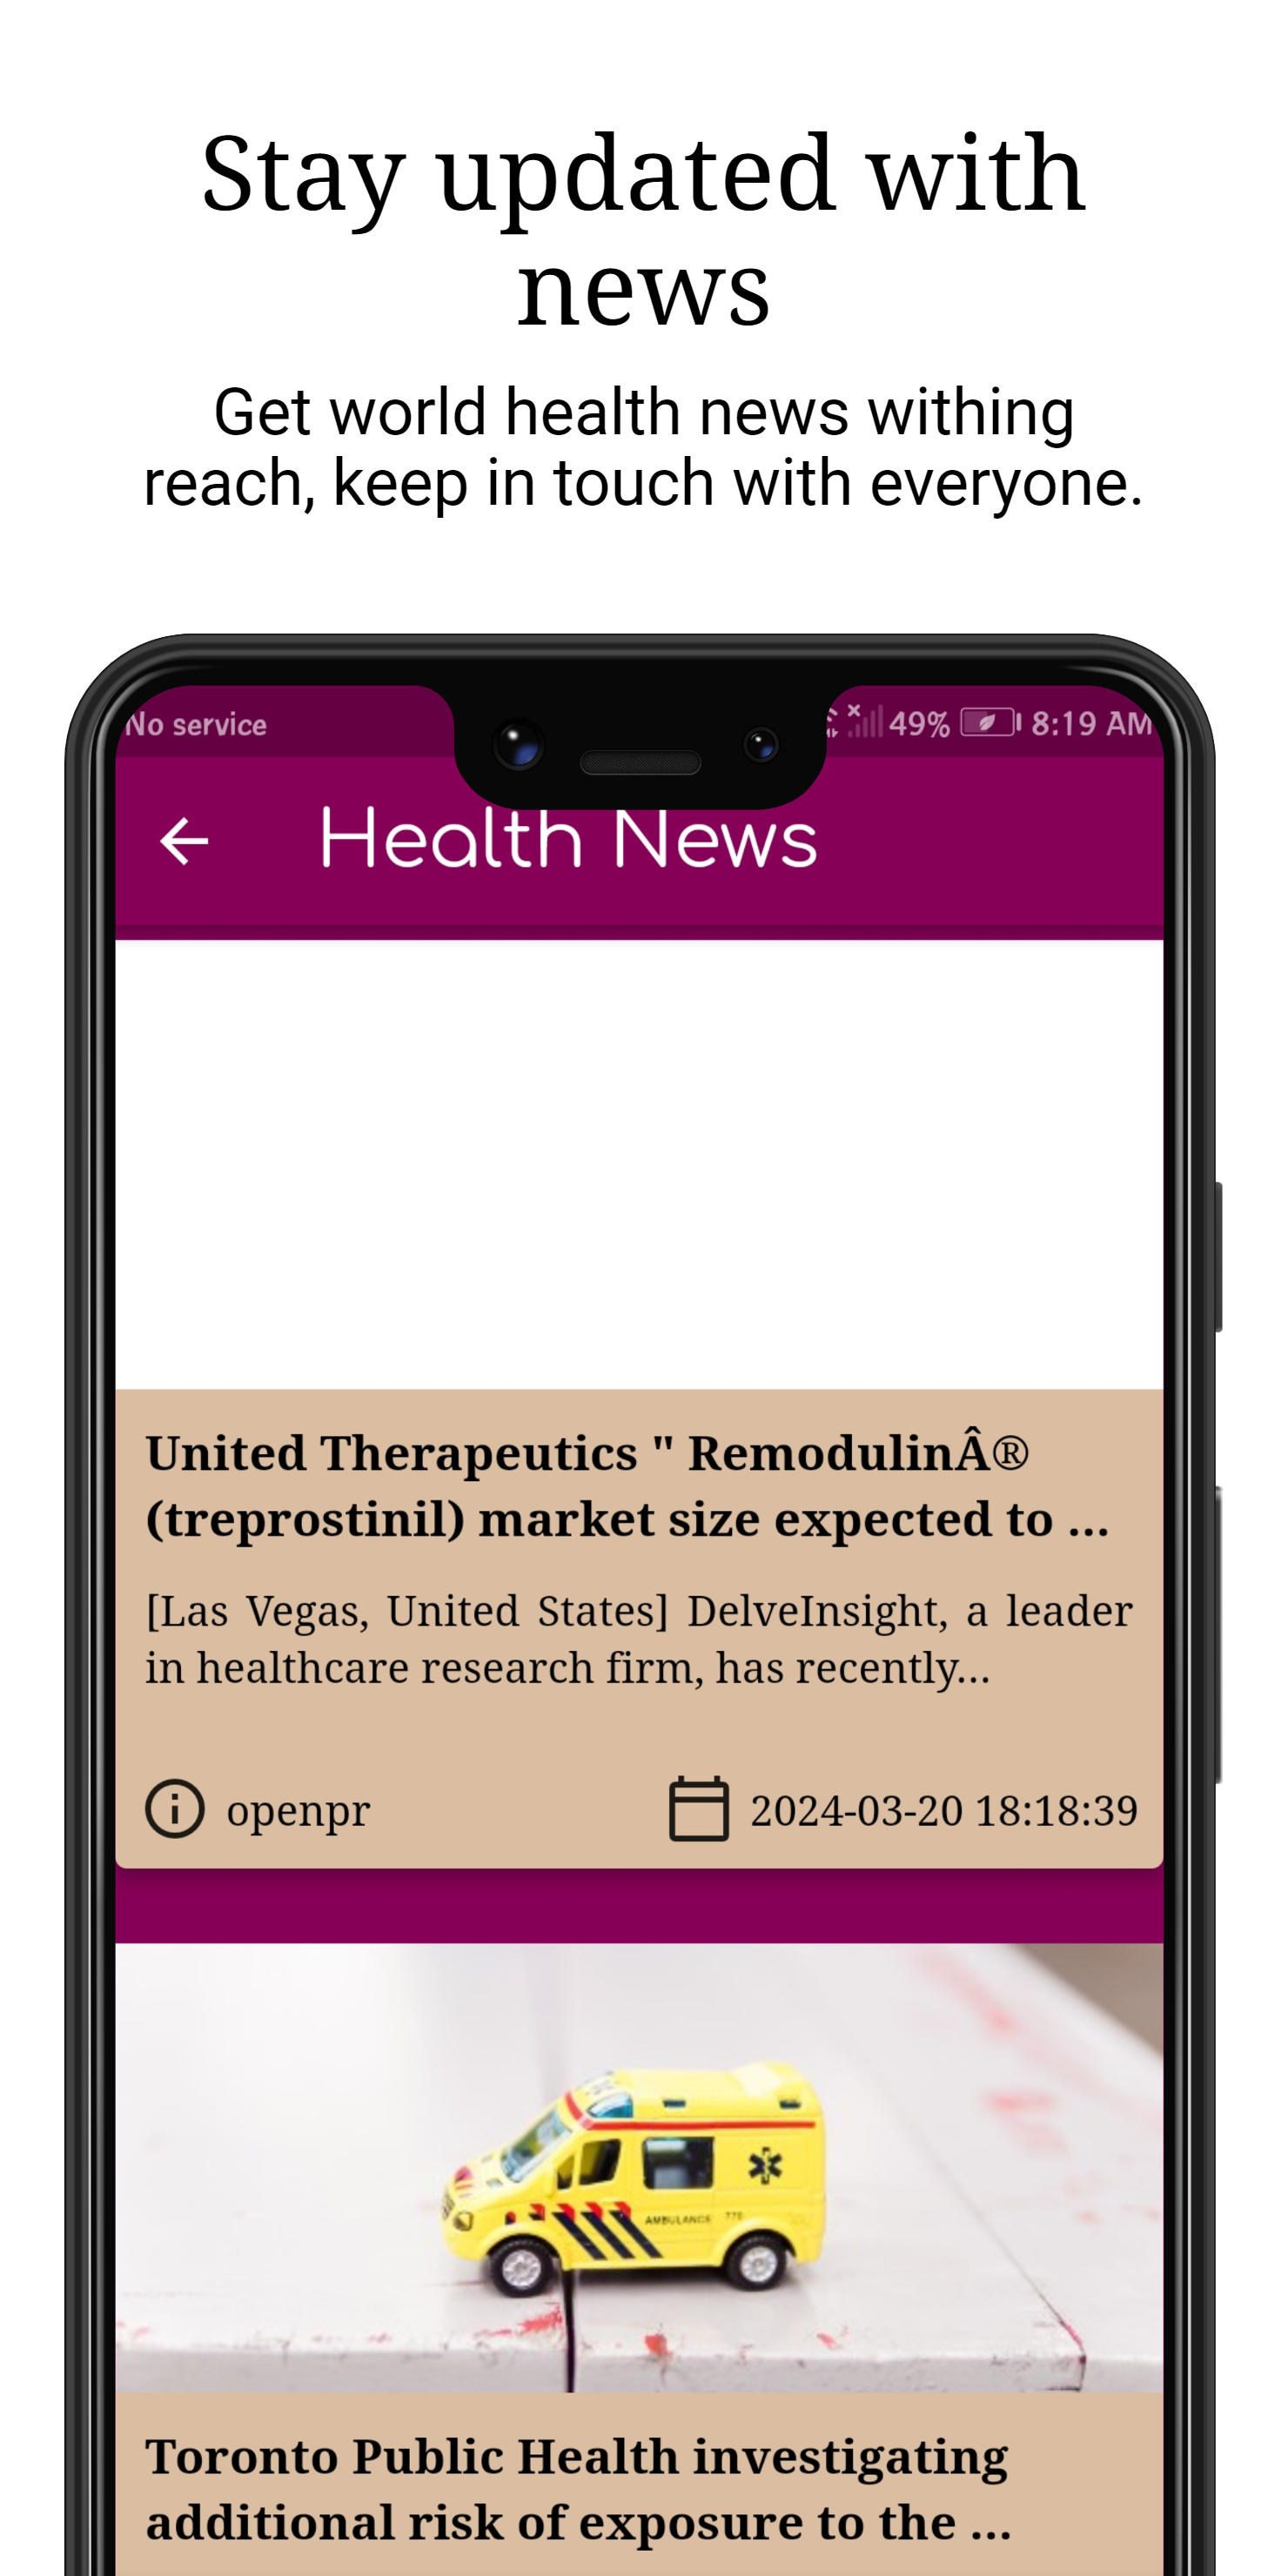 Stay updated with
news
Get world health news withing
reach, keep in touch with everyone.
No service
49% 8:19 AM
Health News
United Therapeutics " RemodulinÂ®
(treprostinil) market size expected to ...
[Las Vegas, United States] DelveInsight, a leader
in healthcare research firm, has recently...
openpr
2024-03-20 18:18:39
AMBULANCE
Toronto Public Health investigating
additional risk of exposure to the ...